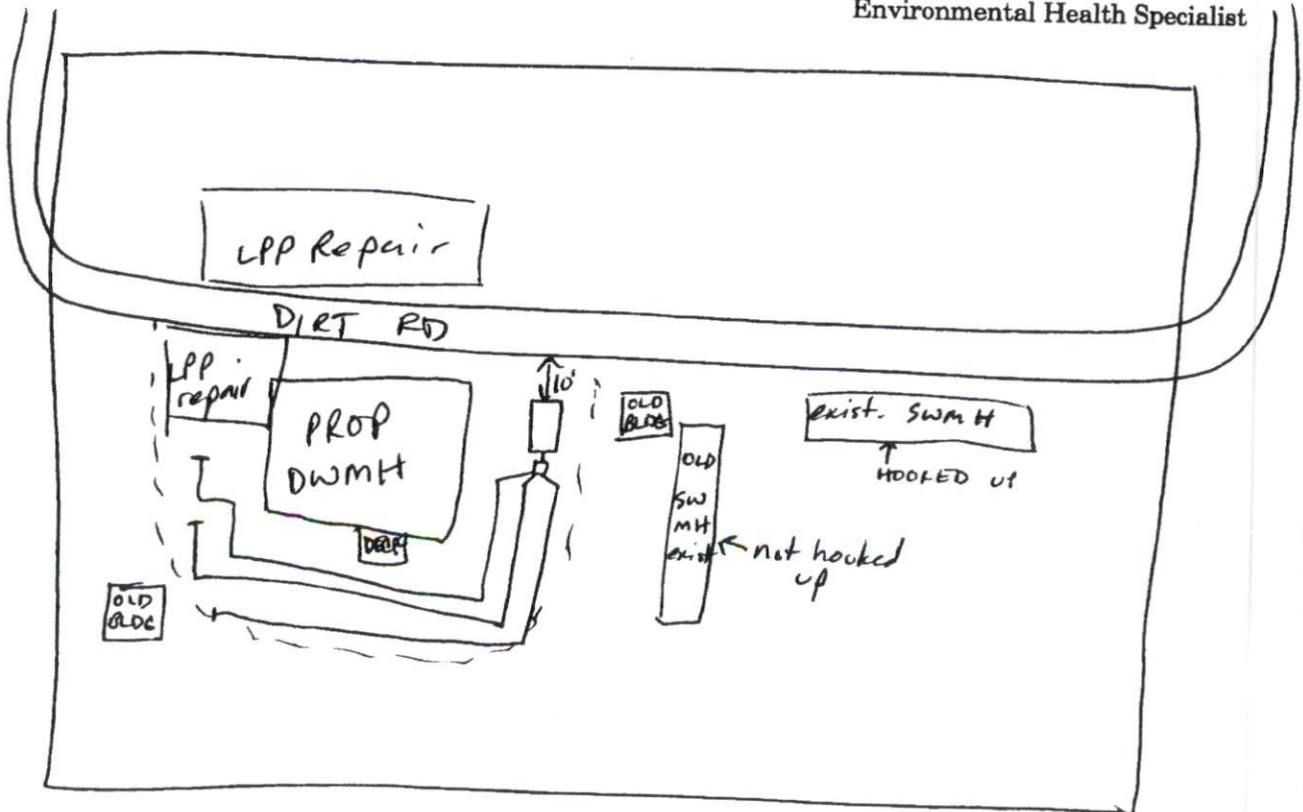 Environmental Health Specialist
LPP Repair
DIRT RD
LPP
repair
PROP
DWMH
DECK
10'
OLD
BLDG
OLD
SW
MH
exist
not hooked
up
exist. SWMH
HOOKED UP
OLD
BLDG